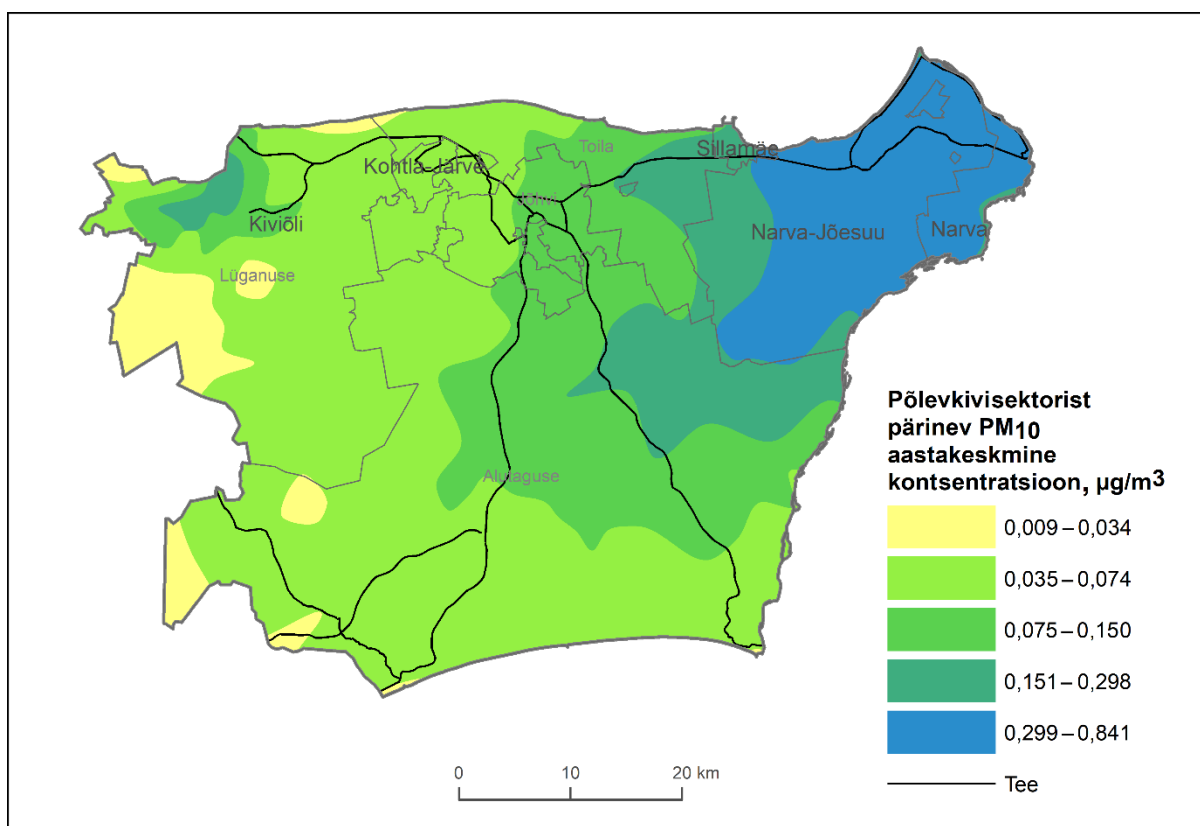 Toila
Sillamäe
Kohtla-Järve
Jõhvi
Kiviõli
Narva-Jõesuu
Narva
Lüganuse
Alutaguse
Põlevkivisektorist
pärinev PM10
aastakeskmine
kontsentratsioon, µg/m3
0,009–0,034
0,035–0,074
0,075–0,150
0,151–0,298
0,299–0,841
Tee
0 10 20 km